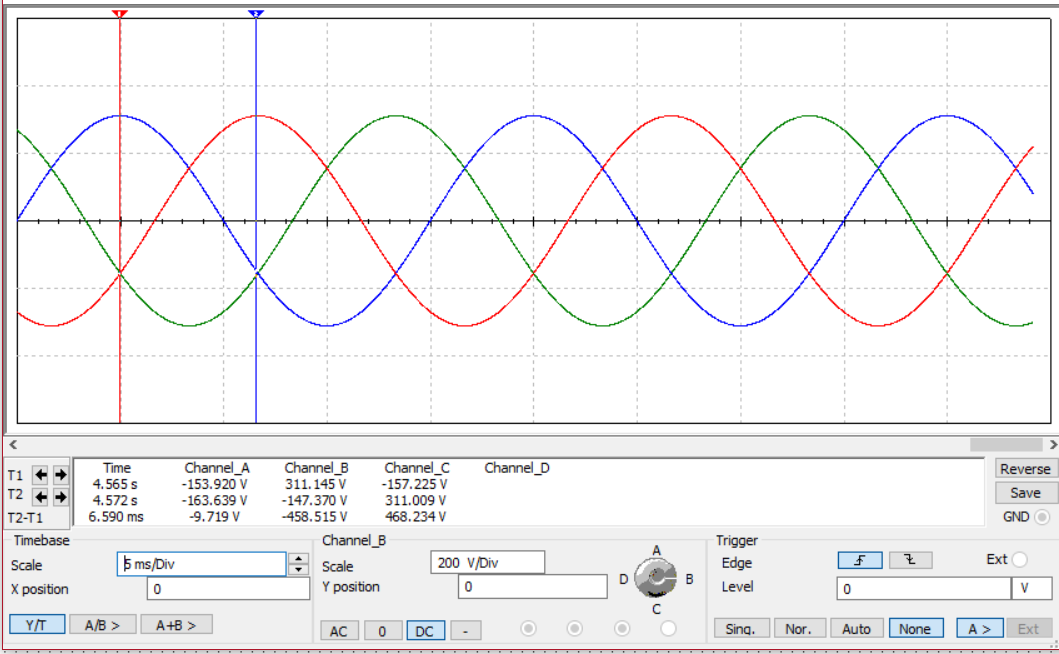 1 2
T1 T2 T2-T1
Time Channel_A Channel_B Channel_C Channel_D
4.565 s -153.920 V 311.145 V -157.225 V
4.572 s -163.639 V -147.370 V 311.009 V
6.590 ms -9.719 V -458.515 V 468.234 V
Reverse
Save
GND
Timebase
Scale 5 ms/Div
X position 0
Y/T A/B > A+B >
Channel_B
Scale 200 V/Div
Y position 0
AC 0 DC -
A
D B
C
Trigger
Edge Ext
Level 0 V
Sing. Nor. Auto None A > Ext